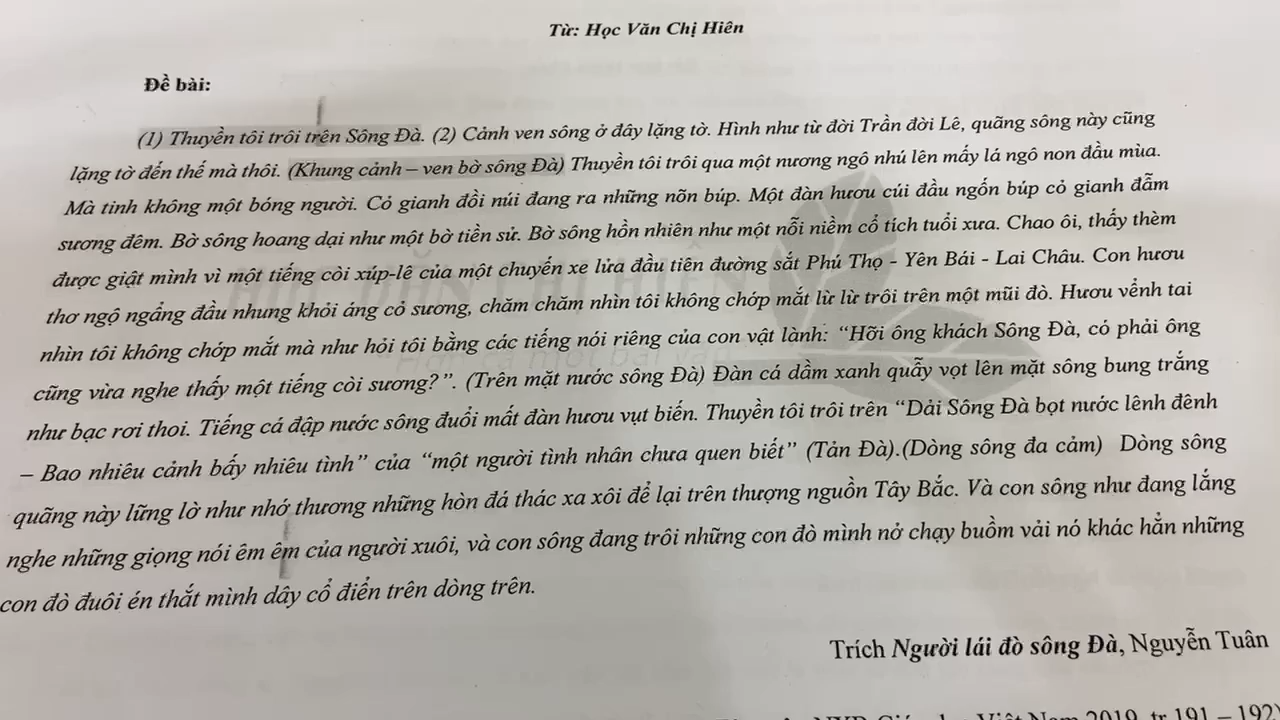 Từ: Học Văn Chị Hiên
Đề bài:
(1) Thuyền tôi trôi trên Sông Đà. (2) Cảnh ven sông ở đây lặng tờ. Hình như từ đời Trần đời Lê, quãng sông này cũng
lặng tờ đến thế mà thôi. (Khung cảnh – ven bờ sông Đà) Thuyền tôi trôi qua một nương ngô nhú lên mấy lá ngô non đầu mùa.
Mà tinh không một bóng người. Cỏ gianh đồi núi đang ra những nõn búp. Một đàn hươu cúi đầu ngốn búp cỏ gianh đẫm
sương đêm. Bờ sông hoang dại như một bờ tiền sử. Bờ sông hồn nhiên như một nỗi niềm cổ tích tuổi xưa. Chao ôi, thấy thèm
được giật mình vì một tiếng còi xúp-lê của một chuyến xe lửa đầu tiên đường sắt Phú Thọ - Yên Bái - Lai Châu. Con hươu
thơ ngộ ngẩng đầu nhung khỏi áng cỏ sương, chăm chăm nhìn tôi không chớp mắt lừ lừ trôi trên một mũi đò. Hươu vểnh tai
nhìn tôi không chớp mắt mà như hỏi tôi bằng các tiếng nói riêng của con vật lành: “Hỡi ông khách Sông Đà, có phải ông
cũng vừa nghe thấy một tiếng còi sương?”. (Trên mặt nước sông Đà) Đàn cá dầm xanh quẫy vọt lên mặt sông bung trắng
như bạc rơi thoi. Tiếng cá đập nước sông đuổi mất đàn hươu vụt biến. Thuyền tôi trôi trên “Dải Sông Đà bọt nước lênh đênh
– Bao nhiêu cảnh bấy nhiêu tình” của “một người tình nhân chưa quen biết” (Tản Đà).(Dòng sông đa cảm) Dòng sông
quãng này lững lờ như nhớ thương những hòn đá thác xa xôi để lại trên thượng nguồn Tây Bắc. Và con sông như đang lắng
nghe những giọng nói êm êm của người xuôi, và con sông đang trôi những con đò mình nở chạy buồm vải nó khác hẳn những
con đò đuôi én thắt mình dây cổ điển trên dòng trên.
Trích Người lái đò sông Đà, Nguyễn Tuân
Việt Nam 2019, tr 191 – 192)